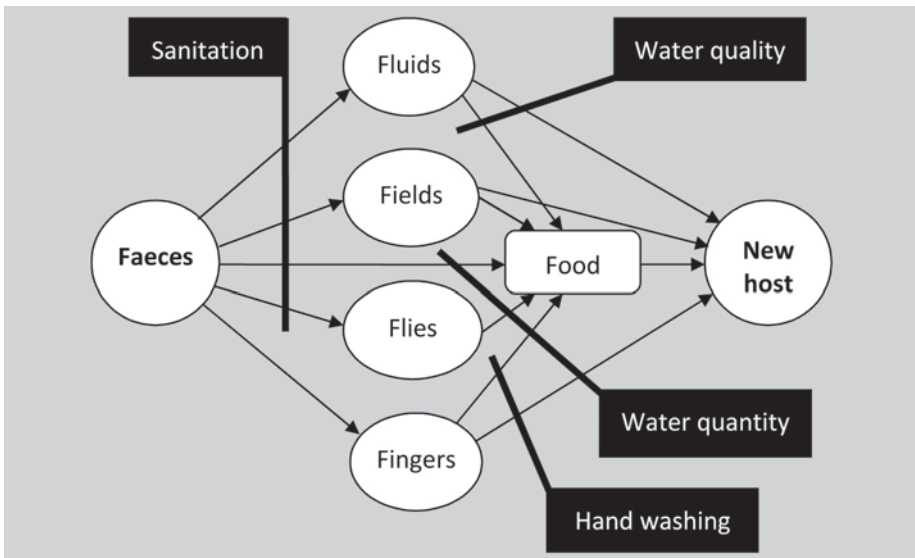 Sanitation
Fluids
Water quality
Fields
Faeces
Food
New
host
Flies
Water quantity
Fingers
Hand washing